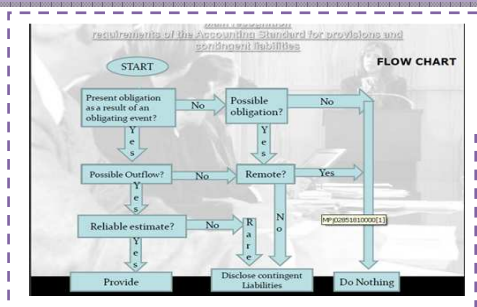 main recognition
requirements of the Accounting Standard for provisions and
contingent liabilities
FLOW CHART
START
Present obligation
as a result of an
obligating event?
No
Possible
obligation?
No
Yes
Yes
Possible Outflow?
No
Remote?
Yes
Yes
No
Reliable estimate?
No
Rare
Yes
Provide
Disclose contingent
Liabilities
Do Nothing